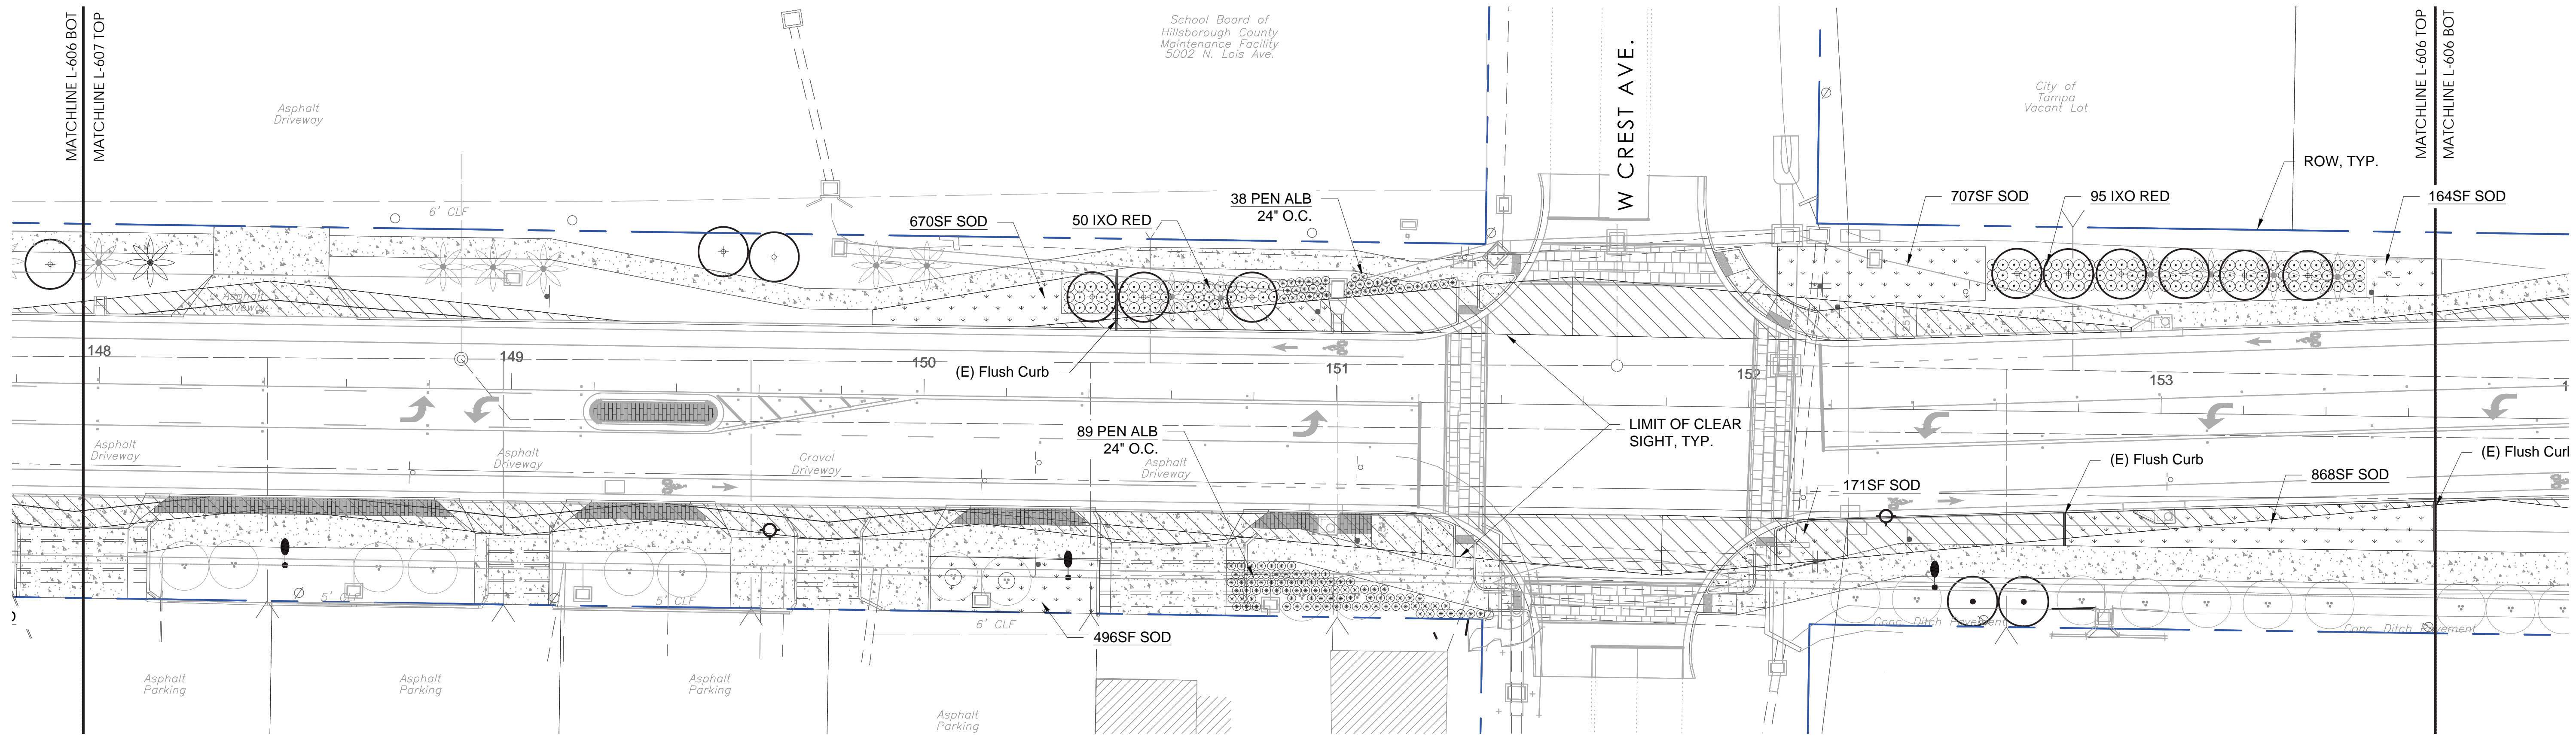 MATCHLINE L-606 BOT
MATCHLINE L-607 TOP
School Board of
Hillsborough County
Maintenance Facility
5002 N. Lois Ave.
W CREST AVE.
City of
Tampa
Vacant Lot
MATCHLINE L-606 TOP
MATCHLINE L-606 BOT
Asphalt
Driveway
ROW, TYP.
6' CLF
670SF SOD
50 IXO RED
38 PEN ALB
24" O.C.
707SF SOD
95 IXO RED
164SF SOD
Asphalt
Driveway
148
149
150
151
152
153
(E) Flush Curb
LIMIT OF CLEAR
SIGHT, TYP.
89 PEN ALB
24" O.C.
Asphalt
Driveway
Asphalt
Driveway
Gravel
Driveway
Asphalt
Driveway
(E) Flush Curb
(E) Flush Curb
868SF SOD
171SF SOD
5' CLF
5' CLF
6' CLF
496SF SOD
Conc. Ditch Pavement
Conc. Ditch Pavement
Asphalt
Parking
Asphalt
Parking
Asphalt
Parking
Asphalt
Parking